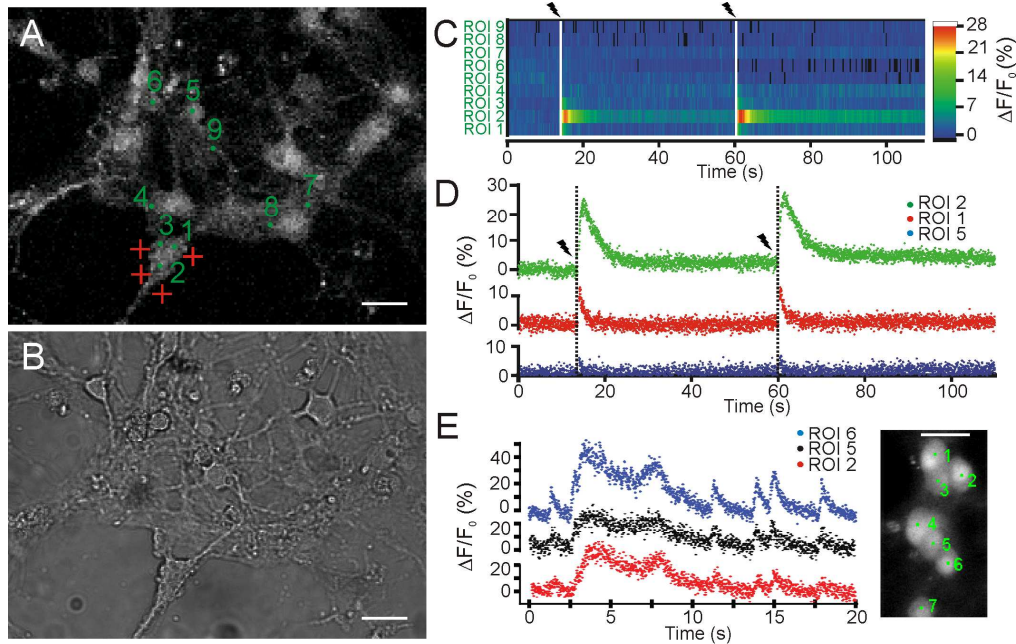 A
6
5
9
4
7
8
3
1
2
B
C
ROI 9
ROI 8
ROI 7
ROI 6
ROI 5
ROI 4
ROI 3
ROI 2
ROI 1
0 20 40 60 80 100
Time (s)
28
21
14
7
0
ΔF/F₀ (%)
D
30
20
10
0
10
0
10
0
ΔF/F₀ (%)
ROI 2
ROI 1
ROI 5
0 20 40 60 80 100
Time (s)
E
40
20
0
20
0
20
0
ΔF/F₀ (%)
ROI 6
ROI 5
ROI 2
0 5 10 15 20
Time (s)
1
2
3
4
5
6
7